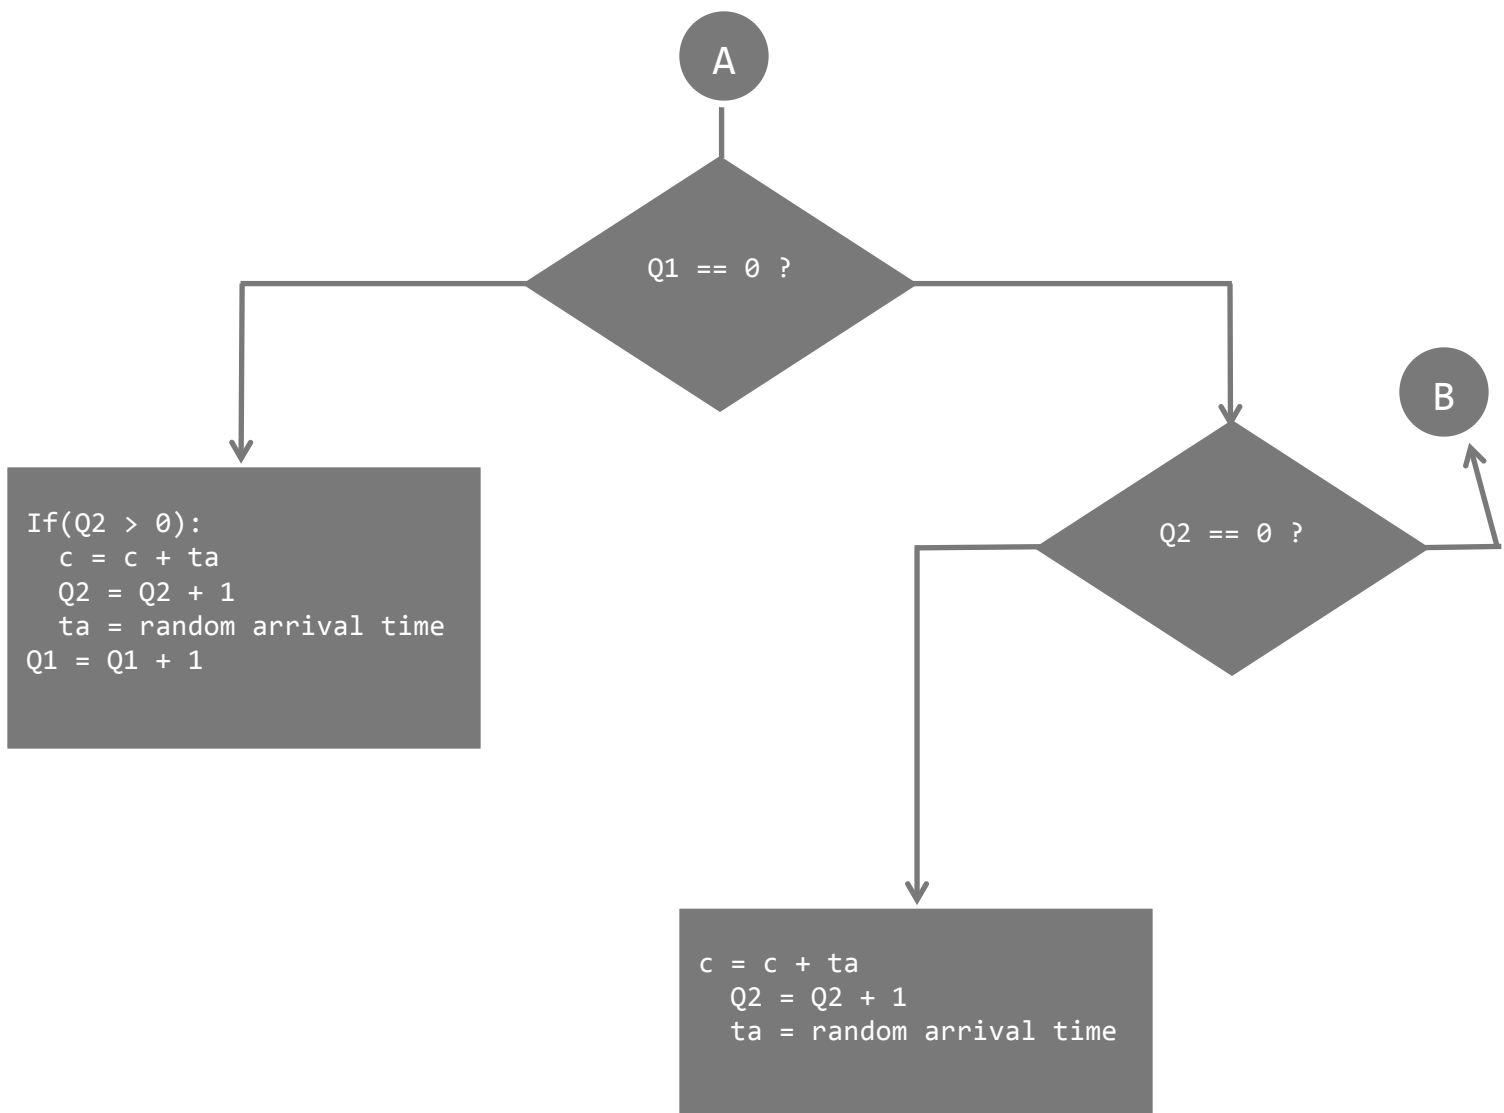 A
Q1 == 0 ?
B
Q2 == 0 ?
If(Q2 > 0):
  c = c + ta
  Q2 = Q2 + 1
  ta = random arrival time
Q1 = Q1 + 1
c = c + ta
  Q2 = Q2 + 1
  ta = random arrival time